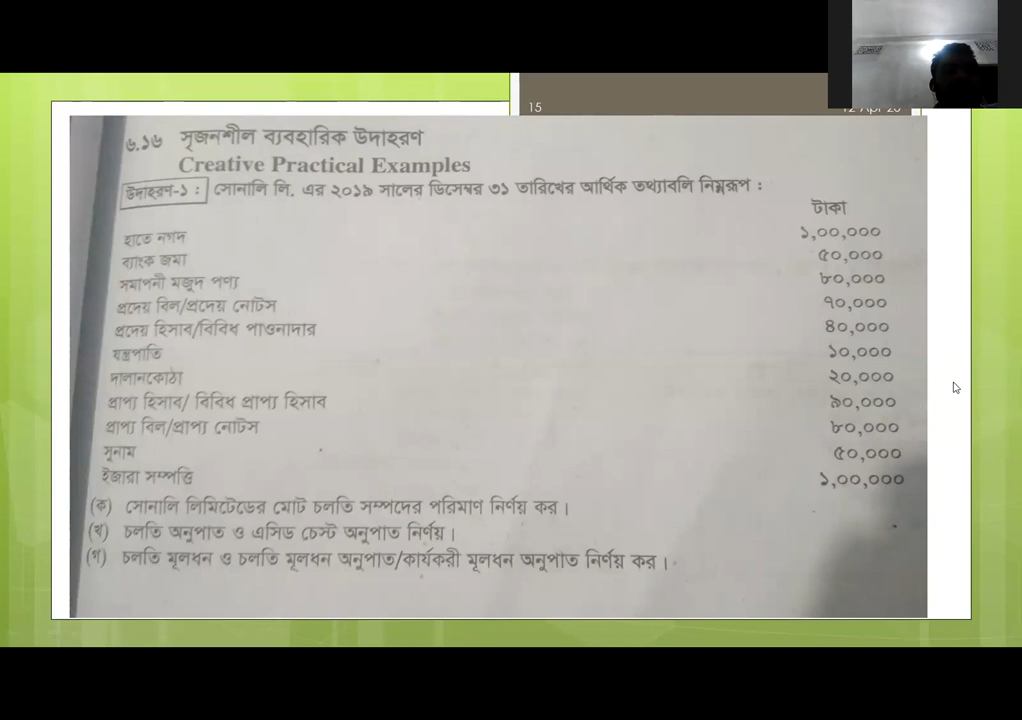 15
12-Apr-20
৬.১৬ সৃজনশীল ব্যবহারিক উদাহরণ
Creative Practical Examples
উদাহরণ-১ : সোনালি লি. এর ২০১৯ সালের ডিসেম্বর ৩১ তারিখের আর্থিক তথ্যাবলি নিম্নরূপ :
টাকা
হাতে নগদ ১,০০,০০০
ব্যাংক জমা ৫০,০০০
সমাপনী মজুদ পণ্য ৮০,০০০
প্রদেয় বিল/প্রদেয় নোটস ৭০,০০০
প্রদেয় হিসাব/বিবিধ পাওনাদার ৪০,০০০
যন্ত্রপাতি ১০,০০০
দালানকোঠা ২০,০০০
প্রাপ্য হিসাব/ বিবিধ প্রাপ্য হিসাব ৯০,০০০
প্রাপ্য বিল/প্রাপ্য নোটস ৮০,০০০
সুনাম ৫০,০০০
ইজারা সম্পত্তি ১,০০,০০০
(ক) সোনালি লিমিটেডের মোট চলতি সম্পদের পরিমাণ নির্ণয় কর।
(খ) চলতি অনুপাত ও এসিড চেস্ট অনুপাত নির্ণয়।
(গ) চলতি মূলধন ও চলতি মূলধন অনুপাত/কার্যকরী মূলধন অনুপাত নির্ণয় কর।